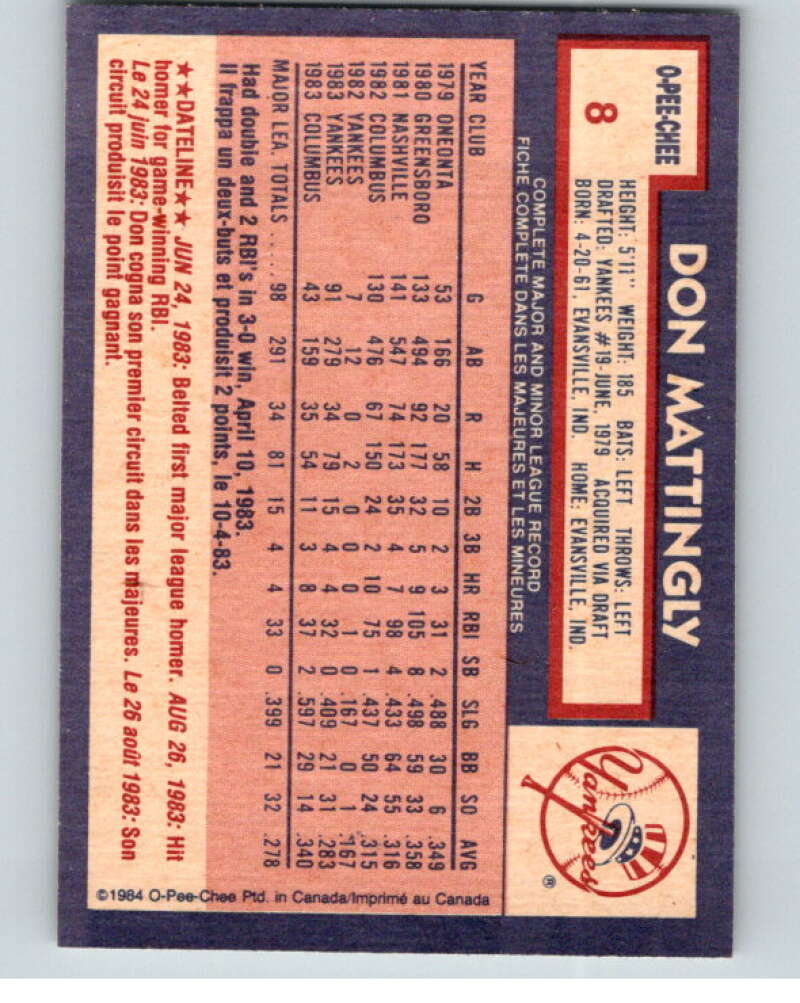 O-PEE-CHEE
8
DON MATTINGLY
HEIGHT: 5'11" WEIGHT: 185 BATS: LEFT THROWS: LEFT
DRAFTED: YANKEES #19-JUNE, 1979 ACQUIRED VIA DRAFT
BORN: 4-20-61, EVANSVILLE, IND. HOME: EVANSVILLE, IND.
Yankees ®
COMPLETE MAJOR AND MINOR LEAGUE RECORD
FICHE COMPLÈTE DANS LES MAJEURES ET LES MINEURES
YEAR CLUB G AB R H 2B 3B HR RBI SB SLG BB SO AVG
1979 ONEONTA 53 166 20 58 10 2 3 31 2 .488 30 6 .349
1980 GREENSBORO 133 494 92 177 32 5 9 105 8 .498 59 33 .358
1981 NASHVILLE 141 547 74 173 35 4 7 98 4 .433 64 55 .316
1982 COLUMBUS 130 476 67 150 24 2 10 75 1 .437 50 24 .315
1982 YANKEES 7 12 0 2 0 0 0 1 0 .167 0 1 .167
1983 YANKEES 91 279 34 79 15 4 4 32 0 .409 21 31 .283
1983 COLUMBUS 43 159 35 54 11 3 8 37 2 .597 29 14 .340
MAJOR LEA. TOTALS ..... 98 291 34 81 15 4 4 33 0 .399 21 32 .278
Had double and 2 RBI's in 3-0 win, April 10, 1983.
Il frappa un deux-buts et produisit 2 points, le 10-4-83.
★★DATELINE★★ JUN 24, 1983: Belted first major league homer. AUG 26, 1983: Hit
homer for game-winning RBI.
Le 24 juin 1983: Don cogna son premier circuit dans les majeures. Le 26 août 1983: Son
circuit produisit le point gagnant.
©1984 O-Pee-Chee Ptd. in Canada/Imprimé au Canada